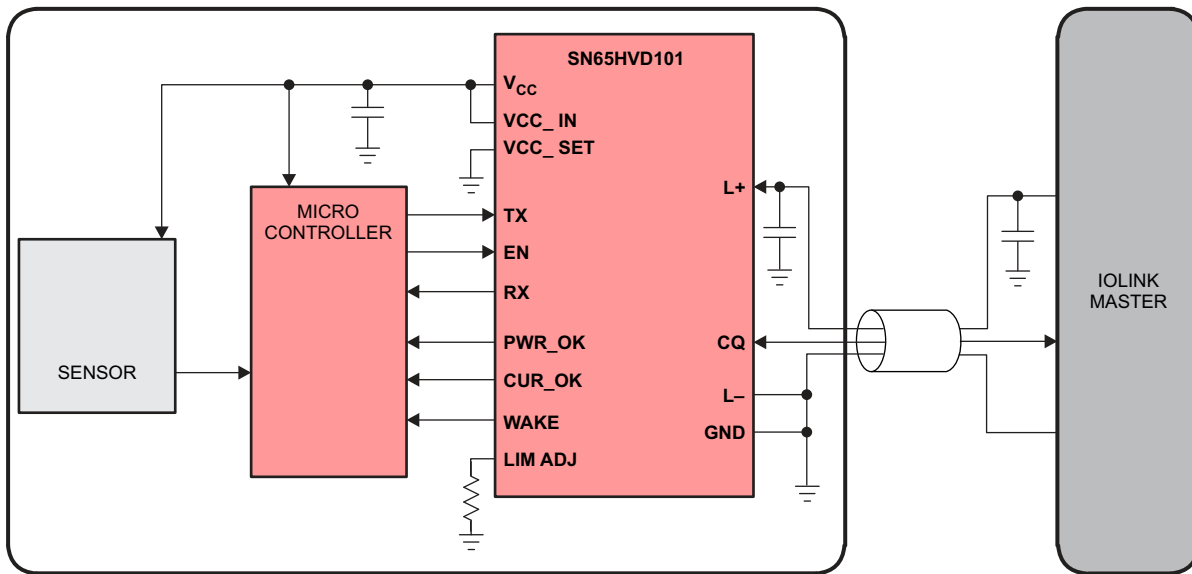 SN65HVD101
VCC
VCC_ IN
VCC_ SET
L+
MICRO
CONTROLLER
TX
EN
RX
PWR_OK
CUR_OK
WAKE
LIM ADJ
CQ
L–
GND
SENSOR
IOLINK
MASTER